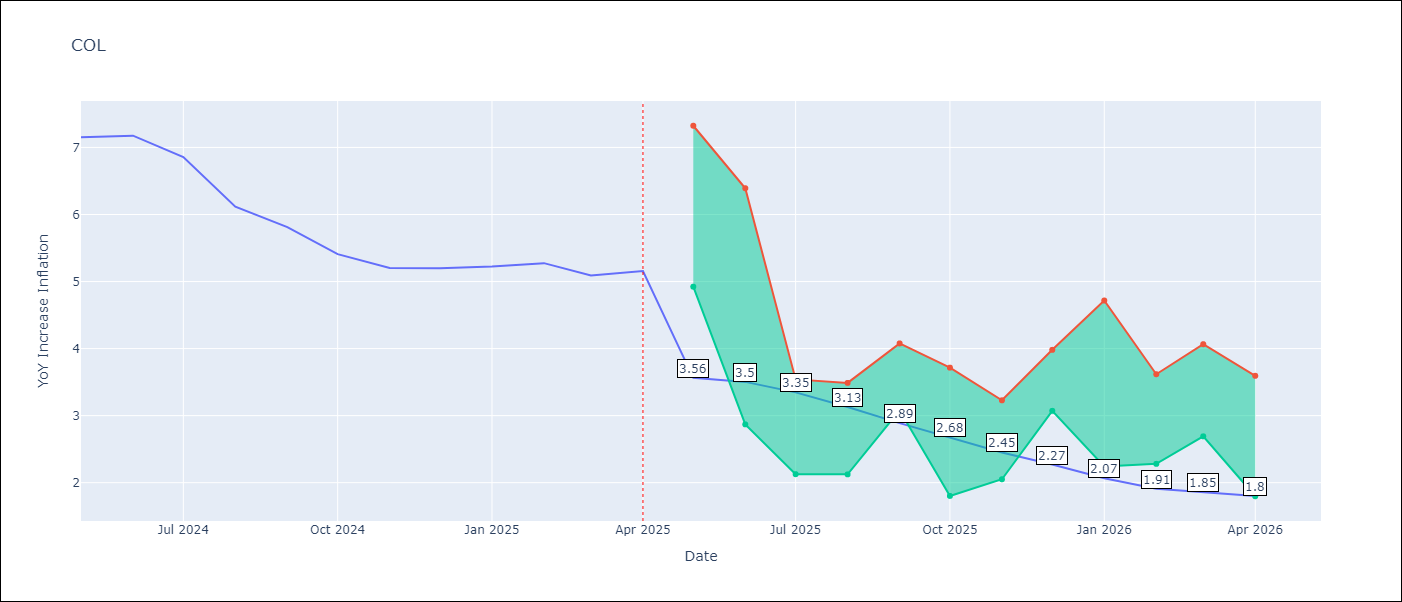 COL
YoY Increase Inflation
7
6
5
4
3
2
3.56
3.5
3.35
3.13
2.89
2.68
2.45
2.27
2.07
1.91
1.85
1.8
Jul 2024
Oct 2024
Jan 2025
Apr 2025
Jul 2025
Oct 2025
Jan 2026
Apr 2026
Date